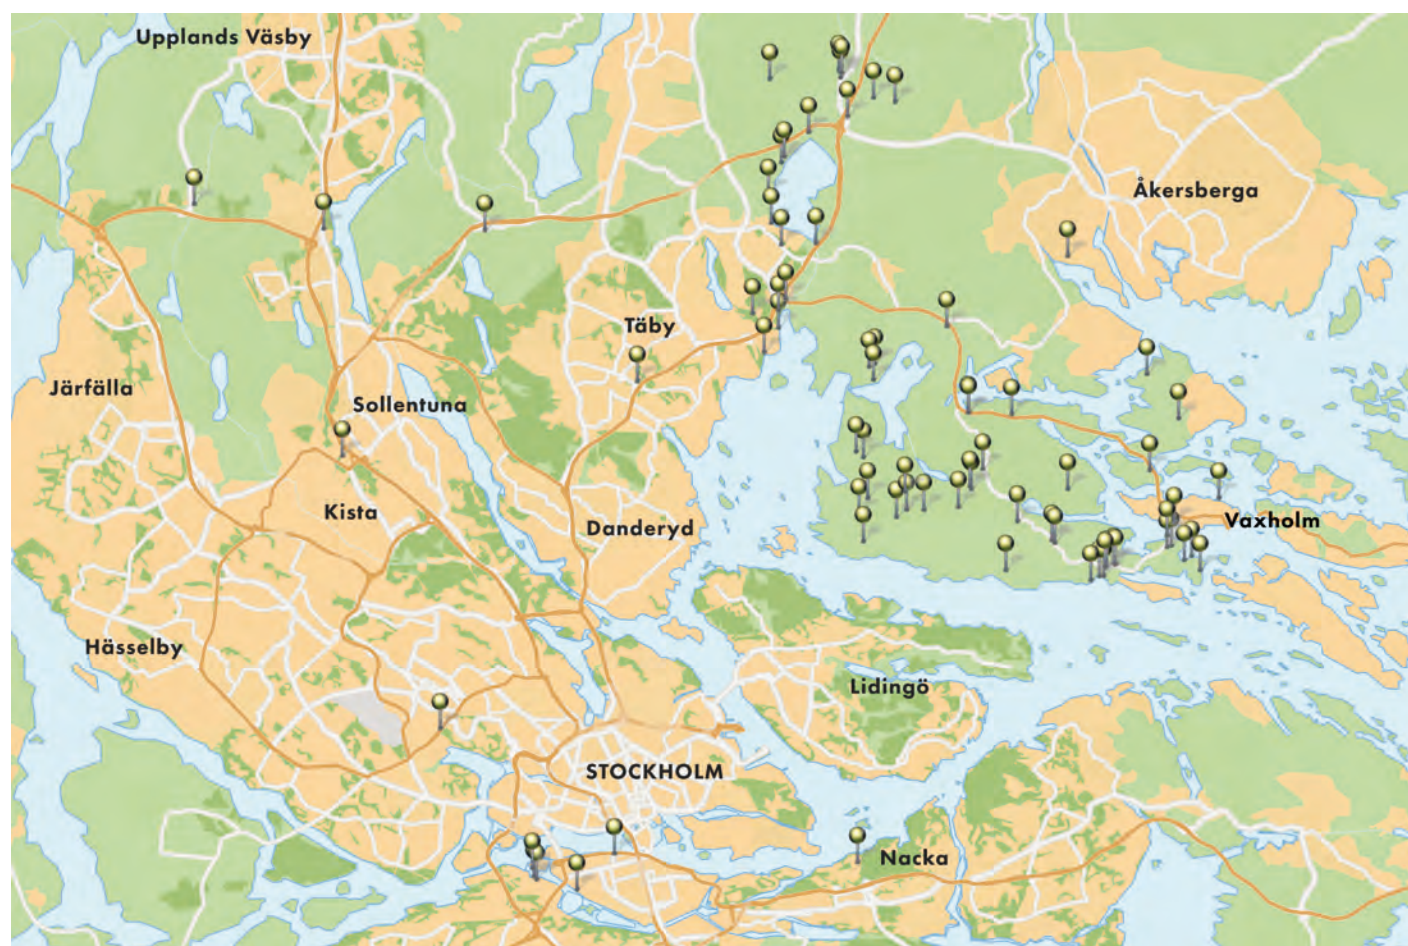 Upplands Väsby
Åkersberga
Täby
Järfälla
Sollentuna
Kista
Danderyd
Vaxholm
Hässelby
Lidingö
STOCKHOLM
Nacka